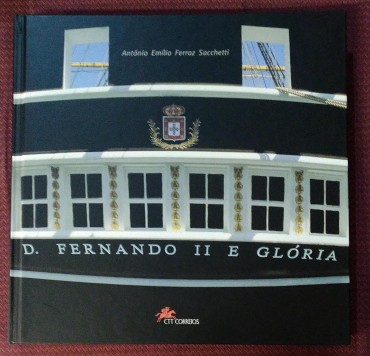 António Emílio Ferraz Sacchetti
D. FERNANDO II E GLÓRIA
CTT CORREIOS